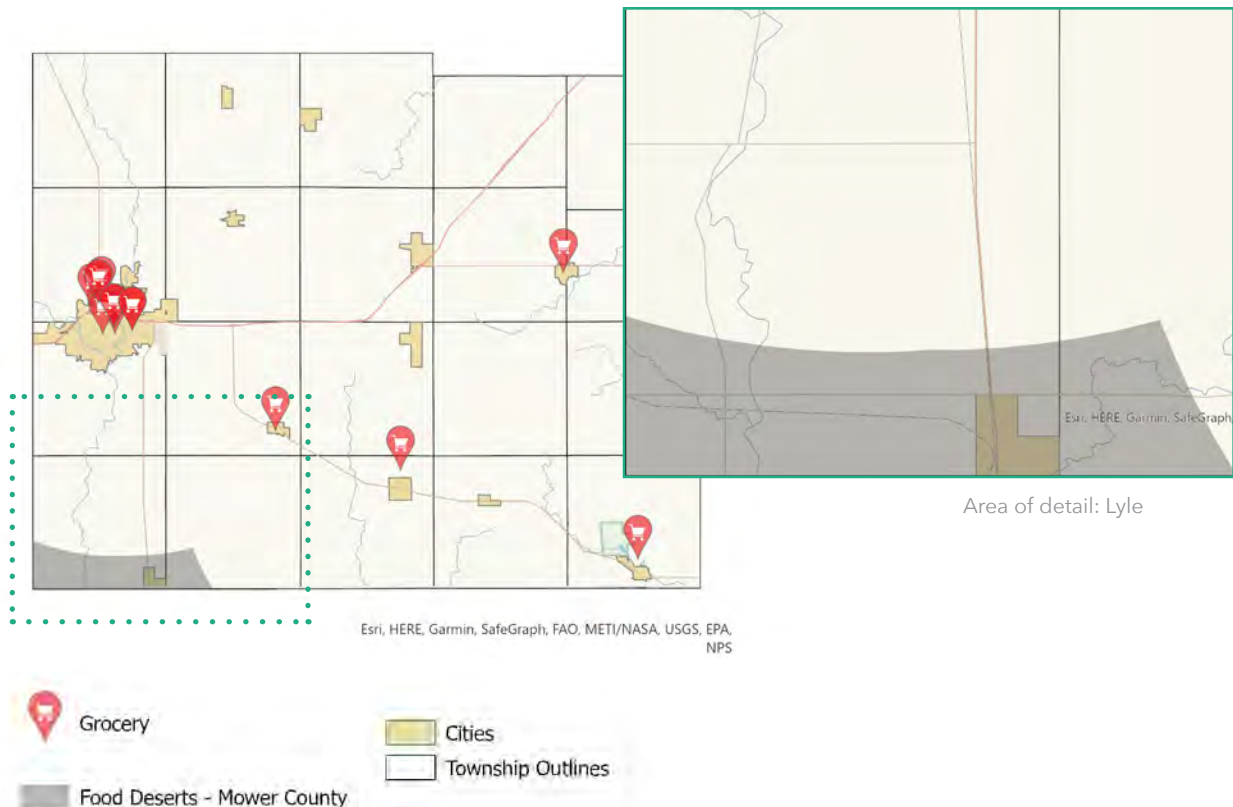 Esri, HERE, Garmin, SafeGraph,
Area of detail: Lyle
Esri, HERE, Garmin, SafeGraph, FAO, METI/NASA, USGS, EPA,
NPS
Grocery
Cities
Township Outlines
Food Deserts - Mower County